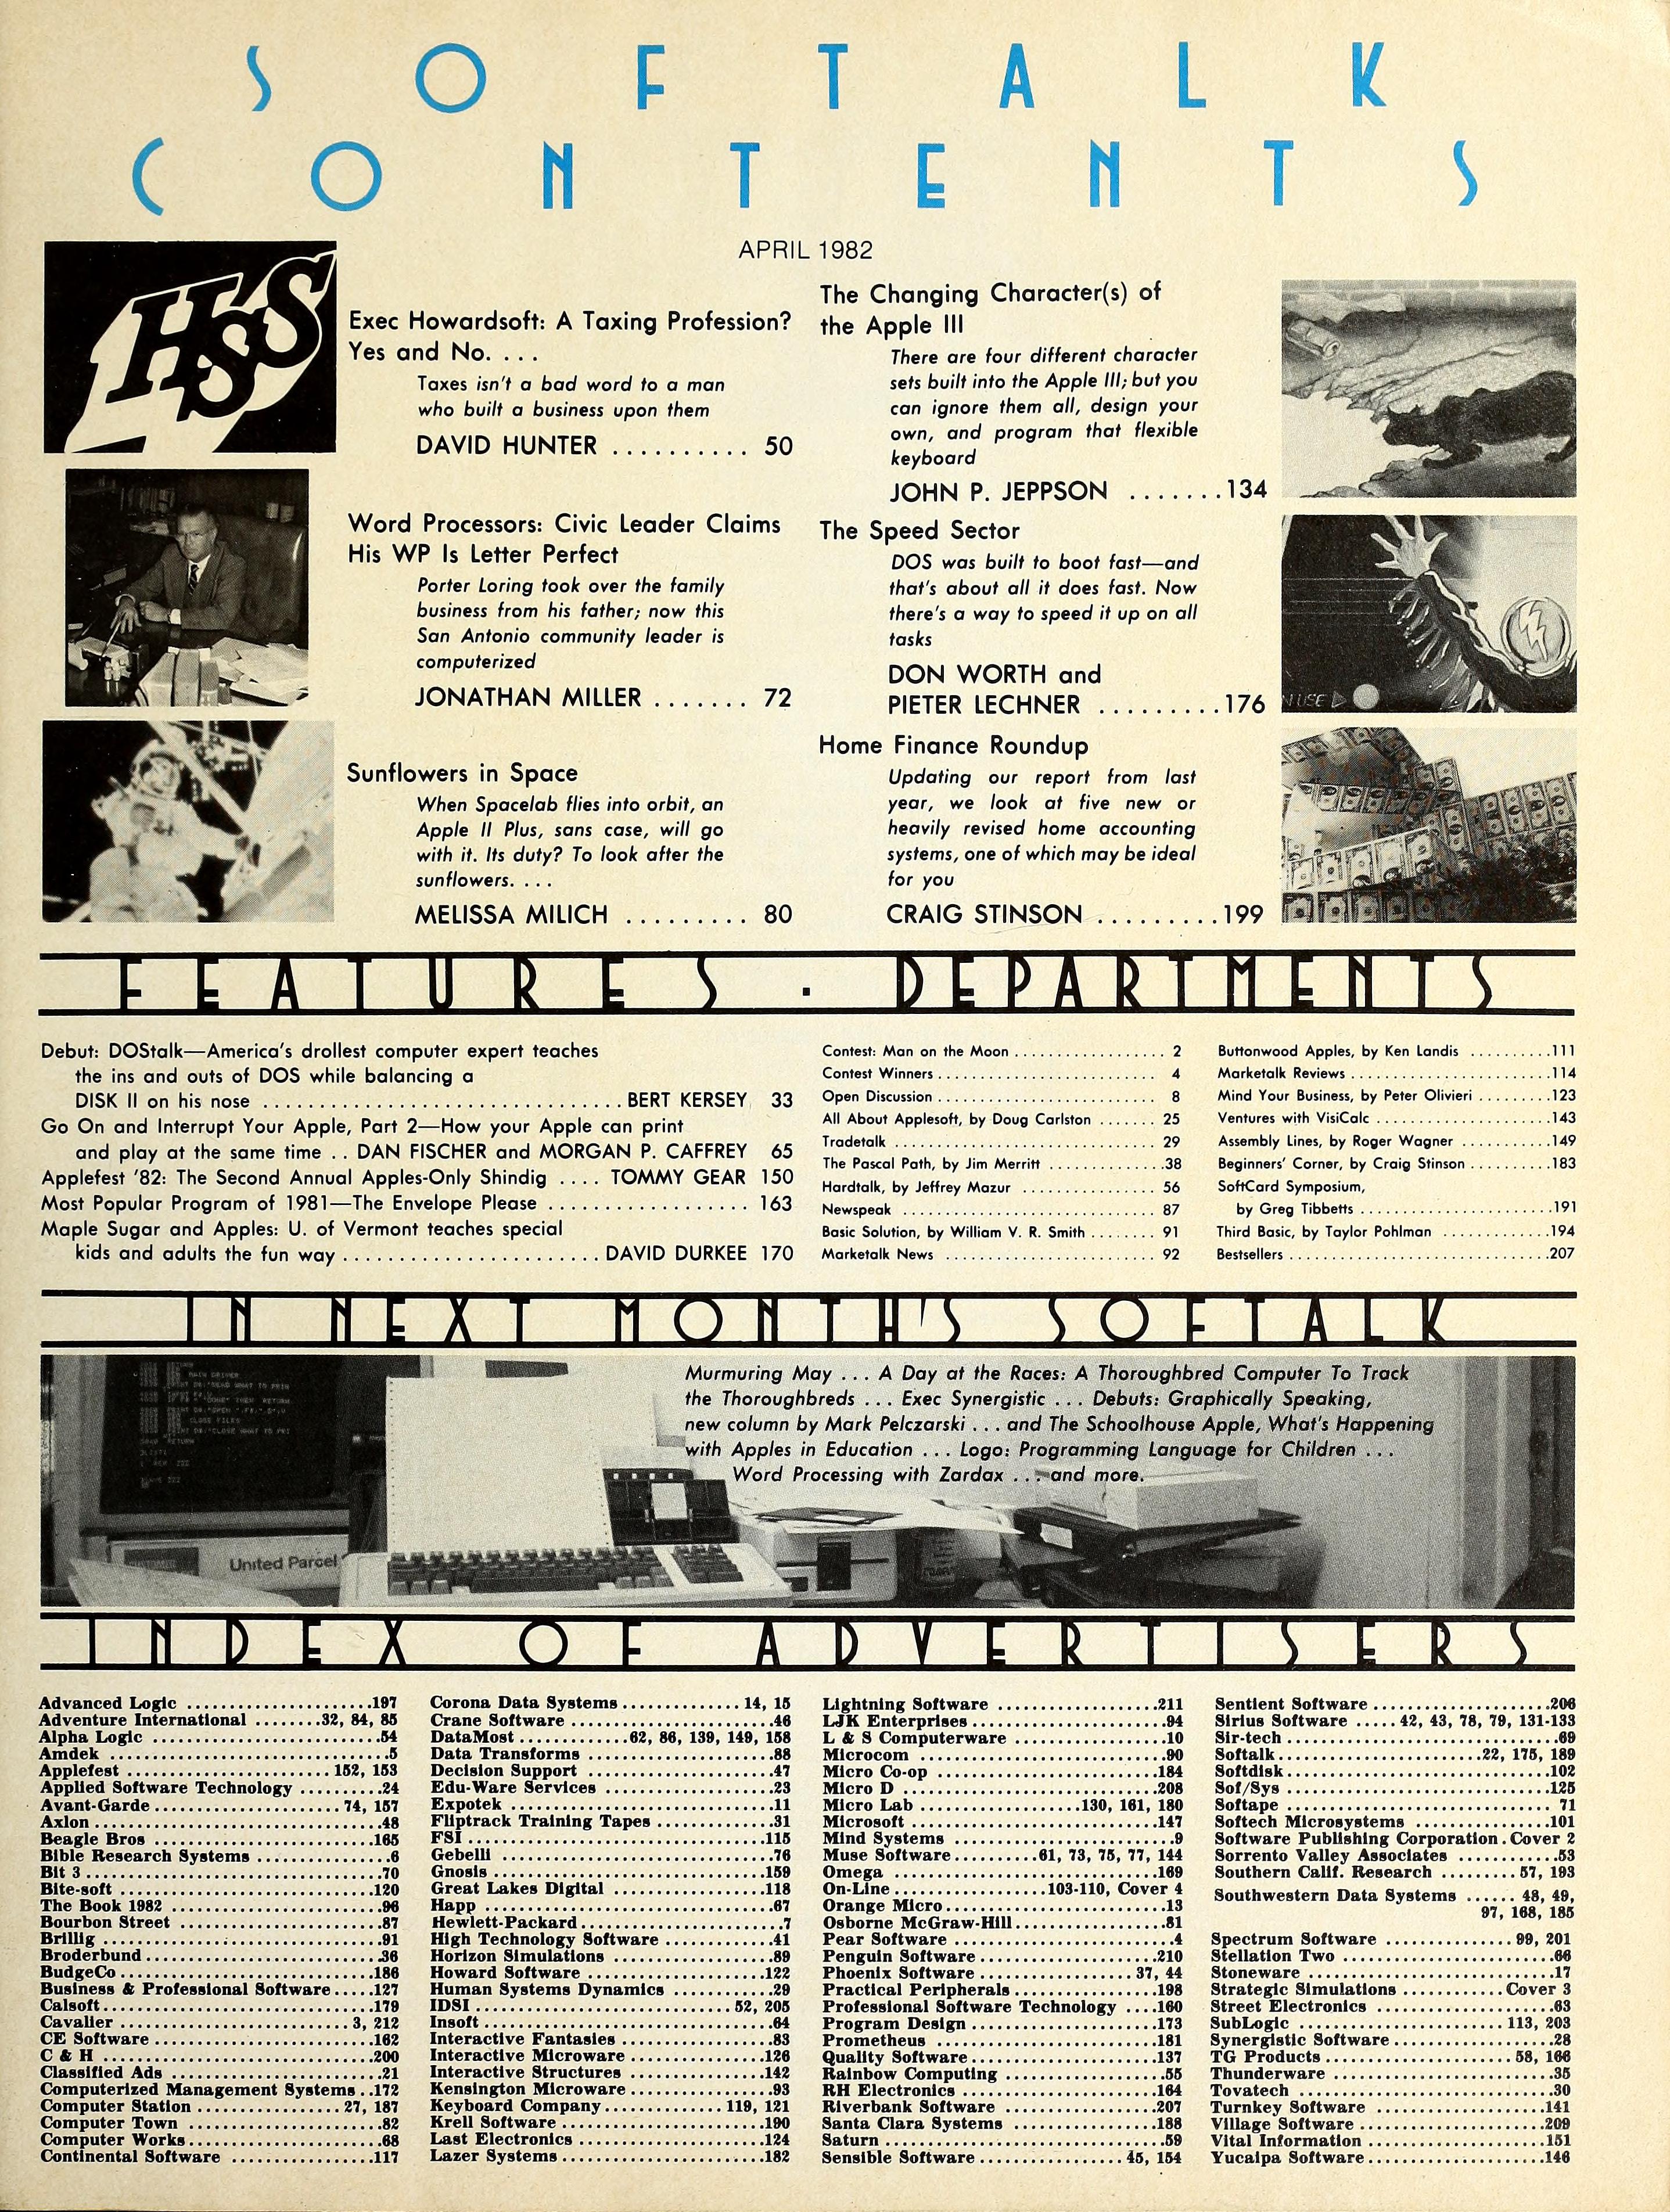 SOFTALK
CONTENTS
APRIL 1982
HSS
Exec Howardsoft: A Taxing Profession?
Yes and No. . . .
Taxes isn't a bad word to a man
who built a business upon them
DAVID HUNTER .......... 50
Word Processors: Civic Leader Claims
His WP Is Letter Perfect
Porter Loring took over the family
business from his father; now this
San Antonio community leader is
computerized
JONATHAN MILLER ....... 72
Sunflowers in Space
When Spacelab flies into orbit, an
Apple II Plus, sans case, will go
with it. Its duty? To look after the
sunflowers. . . .
MELISSA MILICH ......... 80
The Changing Character(s) of
the Apple III
There are four different character
sets built into the Apple III; but you
can ignore them all, design your
own, and program that flexible
keyboard
JOHN P. JEPPSON .......134
The Speed Sector
DOS was built to boot fast—and
that's about all it does fast. Now
there's a way to speed it up on all
tasks
DON WORTH and
PIETER LECHNER .........176
Home Finance Roundup
Updating our report from last
year, we look at five new or
heavily revised home accounting
systems, one of which may be ideal
for you
CRAIG STINSON .........199
N USE
FEATURES · DEPARTMENTS
Debut: DOStalk—America's drollest computer expert teaches
the ins and outs of DOS while balancing a
DISK II on his nose ................................BERT KERSEY 33
Go On and Interrupt Your Apple, Part 2—How your Apple can print
and play at the same time .. DAN FISCHER and MORGAN P. CAFFREY 65
Applefest '82: The Second Annual Apples-Only Shindig .... TOMMY GEAR 150
Most Popular Program of 1981—The Envelope Please .................. 163
Maple Sugar and Apples: U. of Vermont teaches special
kids and adults the fun way .......................DAVID DURKEE 170
Contest: Man on the Moon ................. 2
Contest Winners ........................... 4
Open Discussion ........................... 8
All About Applesoft, by Doug Carlston ....... 25
Tradetalk ................................. 29
The Pascal Path, by Jim Merritt .............38
Hardtalk, by Jeffrey Mazur ................ 56
Newspeak ................................. 87
Basic Solution, by William V. R. Smith ........ 91
Marketalk News ........................... 92
Buttonwood Apples, by Ken Landis ..........111
Marketalk Reviews ........................114
Mind Your Business, by Peter Olivieri .........123
Ventures with VisiCalc .....................143
Assembly Lines, by Roger Wagner ...........149
Beginners' Corner, by Craig Stinson ..........183
SoftCard Symposium,
by Greg Tibbetts .......................191
Third Basic, by Taylor Pohlman .............194
Bestsellers ...............................207
IN NEXT MONTH'S SOFTALK
Murmuring May . . . A Day at the Races: A Thoroughbred Computer To Track
the Thoroughbreds . . . Exec Synergistic . . . Debuts: Graphically Speaking,
new column by Mark Pelczarski . . . and The Schoolhouse Apple, What's Happening
with Apples in Education . . . Logo: Programming Language for Children . . .
Word Processing with Zardax . . . and more.
United Parcel
INDEX OF ADVERTISERS
Advanced Logic ......................197
Adventure International ........32, 84, 85
Alpha Logic ..........................54
Amdek ................................5
Applefest ........................ 152, 153
Applied Software Technology ..........24
Avant-Garde ...................... 74, 157
Axlon ................................48
Beagle Bros ..........................165
Bible Research Systems ................6
Bit 3 .................................70
Bite-soft .............................120
The Book 1982 ........................96
Bourbon Street ........................87
Brillig ................................91
Broderbund ...........................36
BudgeCo .............................186
Business & Professional Software .....127
Calsoft ...............................179
Cavalier ........................... 3, 212
CE Software ..........................162
C & H ...............................200
Classified Ads ........................21
Computerized Management Systems ..172
Computer Station ................. 27, 187
Computer Town .......................82
Computer Works ......................68
Continental Software .................117
Corona Data Systems .............. 14, 15
Crane Software ........................46
DataMost .............62, 86, 139, 149, 158
Data Transforms ......................88
Decision Support ......................47
Edu-Ware Services ....................23
Expotek ..............................11
Fliptrack Training Tapes ..............31
FSI ..................................115
Gebelli ...............................76
Gnosis ...............................159
Great Lakes Digital ..................118
Happ ................................67
Hewlett-Packard ......................7
High Technology Software .............41
Horizon Simulations ...................89
Howard Software .....................122
Human Systems Dynamics ............29
IDSI ............................. 52, 205
Insoft ................................64
Interactive Fantasies ..................83
Interactive Microware ................126
Interactive Structures .................142
Kensington Microware .................93
Keyboard Company ............... 119, 121
Krell Software ........................190
Last Electronics ......................124
Lazer Systems ........................182
Lightning Software ...................211
LJK Enterprises .......................94
L & S Computerware ..................10
Microcom .............................90
Micro Co-op ..........................184
Micro D ..............................208
Micro Lab ...................130, 161, 180
Microsoft .............................147
Mind Systems .........................9
Muse Software ..........61, 73, 75, 77, 144
Omega ...............................169
On-Line ..................103-110, Cover 4
Orange Micro .........................13
Osborne McGraw-Hill .................81
Pear Software .........................4
Penguin Software .....................210
Phoenix Software .................. 37, 44
Practical Peripherals ..................198
Professional Software Technology ....160
Program Design ......................173
Prometheus ...........................181
Quality Software ......................137
Rainbow Computing ...................55
RH Electronics .......................164
Riverbank Software ..................207
Santa Clara Systems ..................188
Saturn ................................59
Sensible Software ................. 45, 154
Sentient Software .....................206
Sirius Software ..... 42, 43, 78, 79, 131-133
Sir-tech ...............................69
Softalk ......................22, 175, 189
Softdisk ..............................102
Sof/Sys ..............................125
Softape .............................. 71
Softech Microsystems .................101
Software Publishing Corporation . Cover 2
Sorrento Valley Associates ............53
Southern Calif. Research .......... 57, 193
Southwestern Data Systems ...... 48, 49,
97, 168, 185
Spectrum Software ................ 99, 201
Stellation Two ........................66
Stoneware ............................17
Strategic Simulations ............Cover 3
Street Electronics .....................63
SubLogic ........................ 113, 203
Synergistic Software ..................28
TG Products ...................... 58, 166
Thunderware .........................35
Tovatech .............................30
Turnkey Software ....................141
Village Software ......................209
Vital Information .....................151
Yucaipa Software .....................146